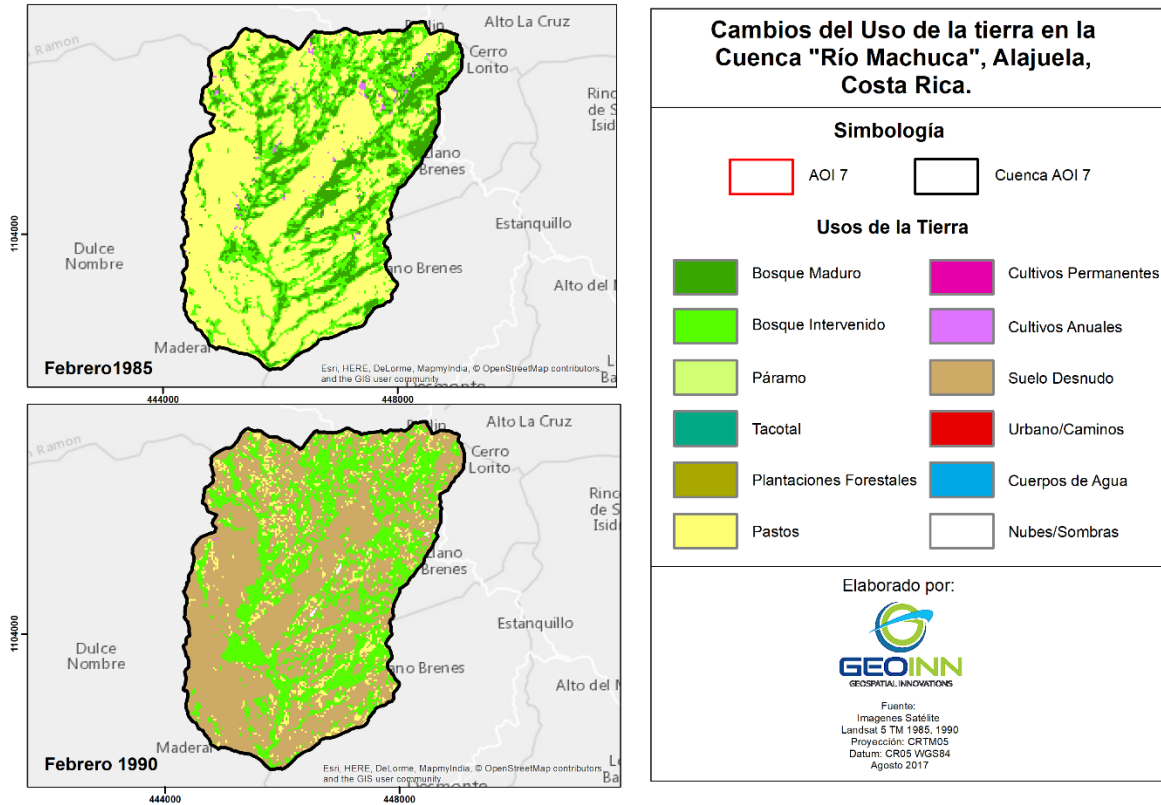 Alto La Cruz
Cerro
Lorito
San Ramon
Brenes
Estanquillo
Dulce
Nombre
Brenes
Alto del
Maderal
Febrero1985
Esri, HERE, DeLorme, MapmyIndia, © OpenStreetMap contributors,
and the GIS user community
1104000
444000
448000
Alto La Cruz
Cerro
Lorito
Brenes
Estanquillo
Dulce
Nombre
Brenes
Alto del
Maderal
Febrero 1990
Esri, HERE, DeLorme, MapmyIndia, © OpenStreetMap contributors,
and the GIS user community
1104000
444000
448000
Cambios del Uso de la tierra en la
Cuenca "Río Machuca", Alajuela,
Costa Rica.
Simbología
AOI 7
Cuenca AOI 7
Usos de la Tierra
Bosque Maduro
Cultivos Permanentes
Bosque Intervenido
Cultivos Anuales
Páramo
Suelo Desnudo
Tacotal
Urbano/Caminos
Plantaciones Forestales
Cuerpos de Agua
Pastos
Nubes/Sombras
Elaborado por:
GEOINN
GEOSPATIAL INNOVATIONS
Fuente:
Imagenes Satélite
Landsat 5 TM 1985, 1990
Proyección: CRTM05
Datum: CR05 WGS84
Agosto 2017